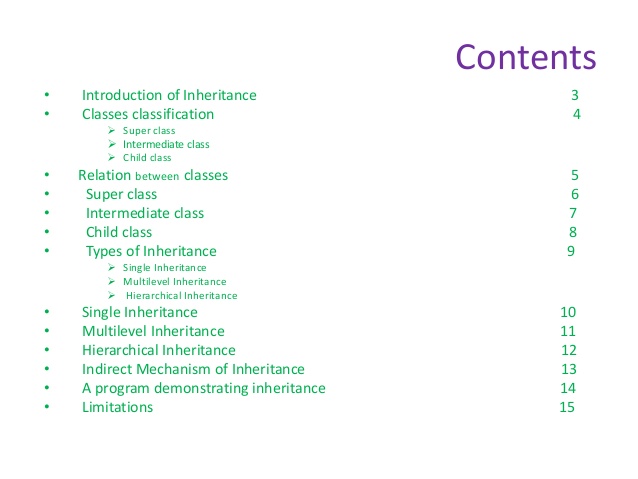 Contents
• Introduction of Inheritance 3
• Classes classification 4
➢ Super class
➢ Intermediate class
➢ Child class
• Relation between classes 5
• Super class 6
• Intermediate class 7
• Child class 8
• Types of Inheritance 9
➢ Single Inheritance
➢ Multilevel Inheritance
➢ Hierarchical Inheritance
• Single Inheritance 10
• Multilevel Inheritance 11
• Hierarchical Inheritance 12
• Indirect Mechanism of Inheritance 13
• A program demonstrating inheritance 14
• Limitations 15